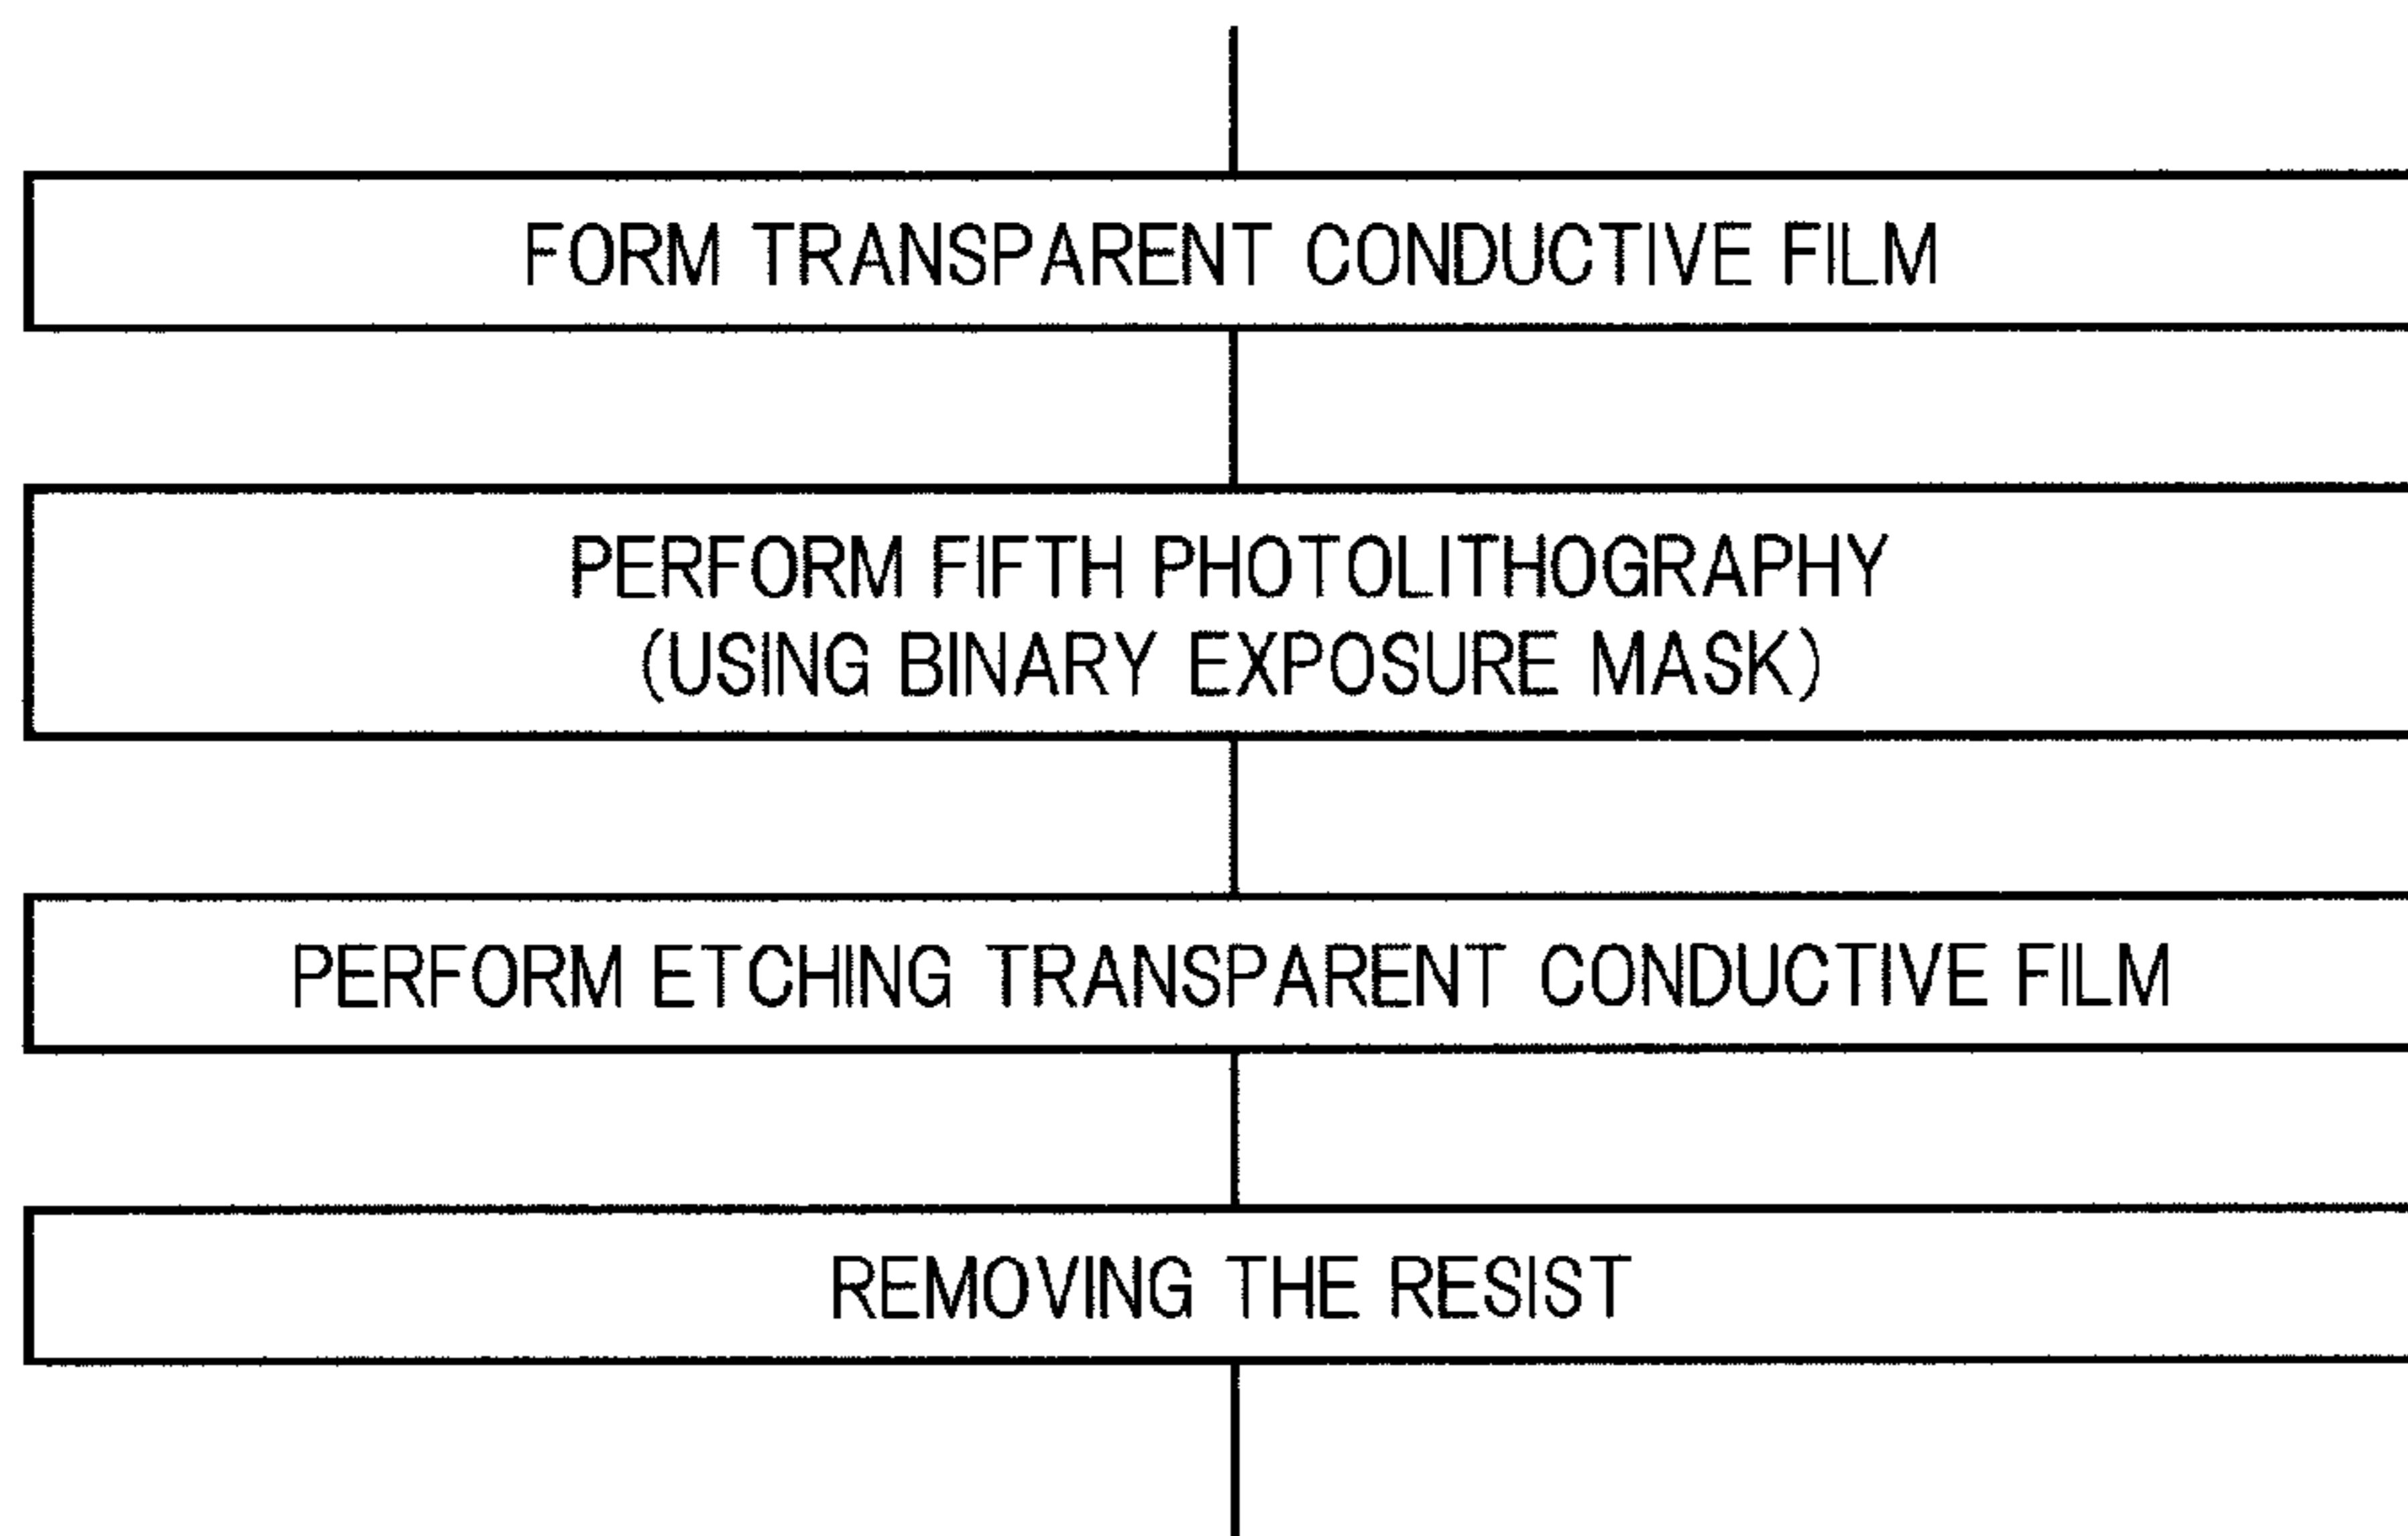 FORM TRANSPARENT CONDUCTIVE FILM
PERFORM FIFTH PHOTOLITHOGRAPHY
(USING BINARY EXPOSURE MASK)
PERFORM ETCHING TRANSPARENT CONDUCTIVE FILM
REMOVING THE RESIST